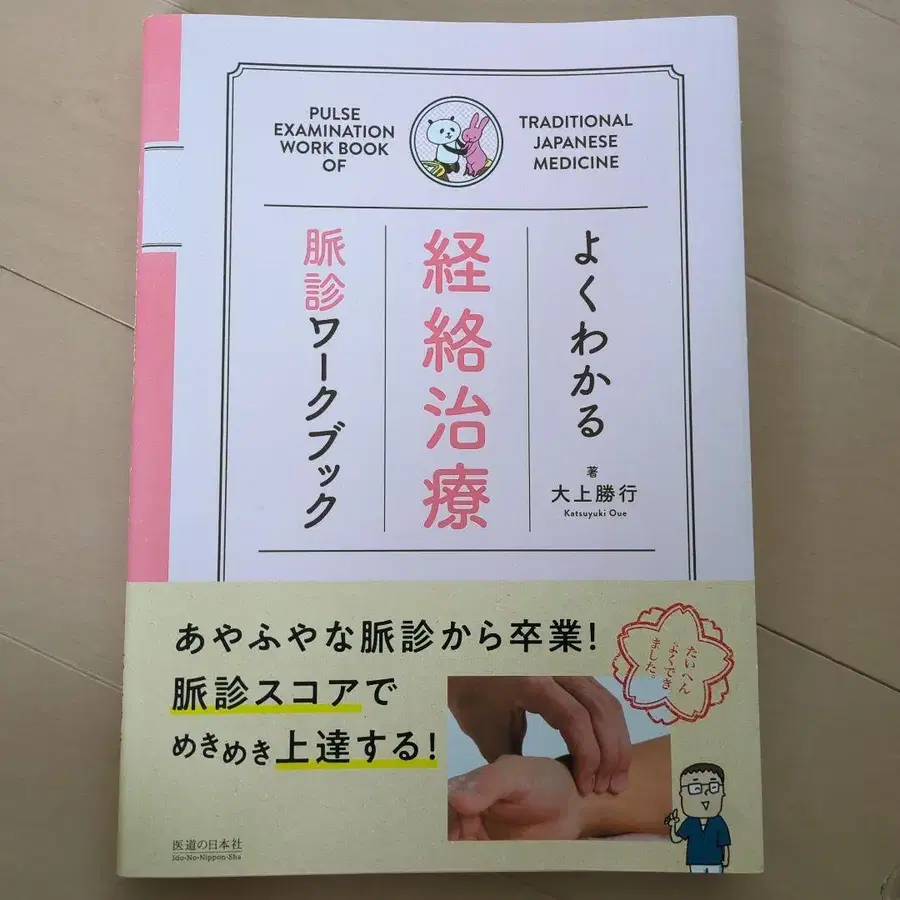 PULSE
EXAMINATION
WORK BOOK
OF
TRADITIONAL
JAPANESE
MEDICINE
よくわかる
経絡治療
脈診ワークブック
著
大上勝行
Katsuyuki Oue
あやふやな脈診から卒業!
脈診スコアで
めきめき上達する!
たいへん
よくでき
ました。
医道の日本社
Ido-No-Nippon-Sha